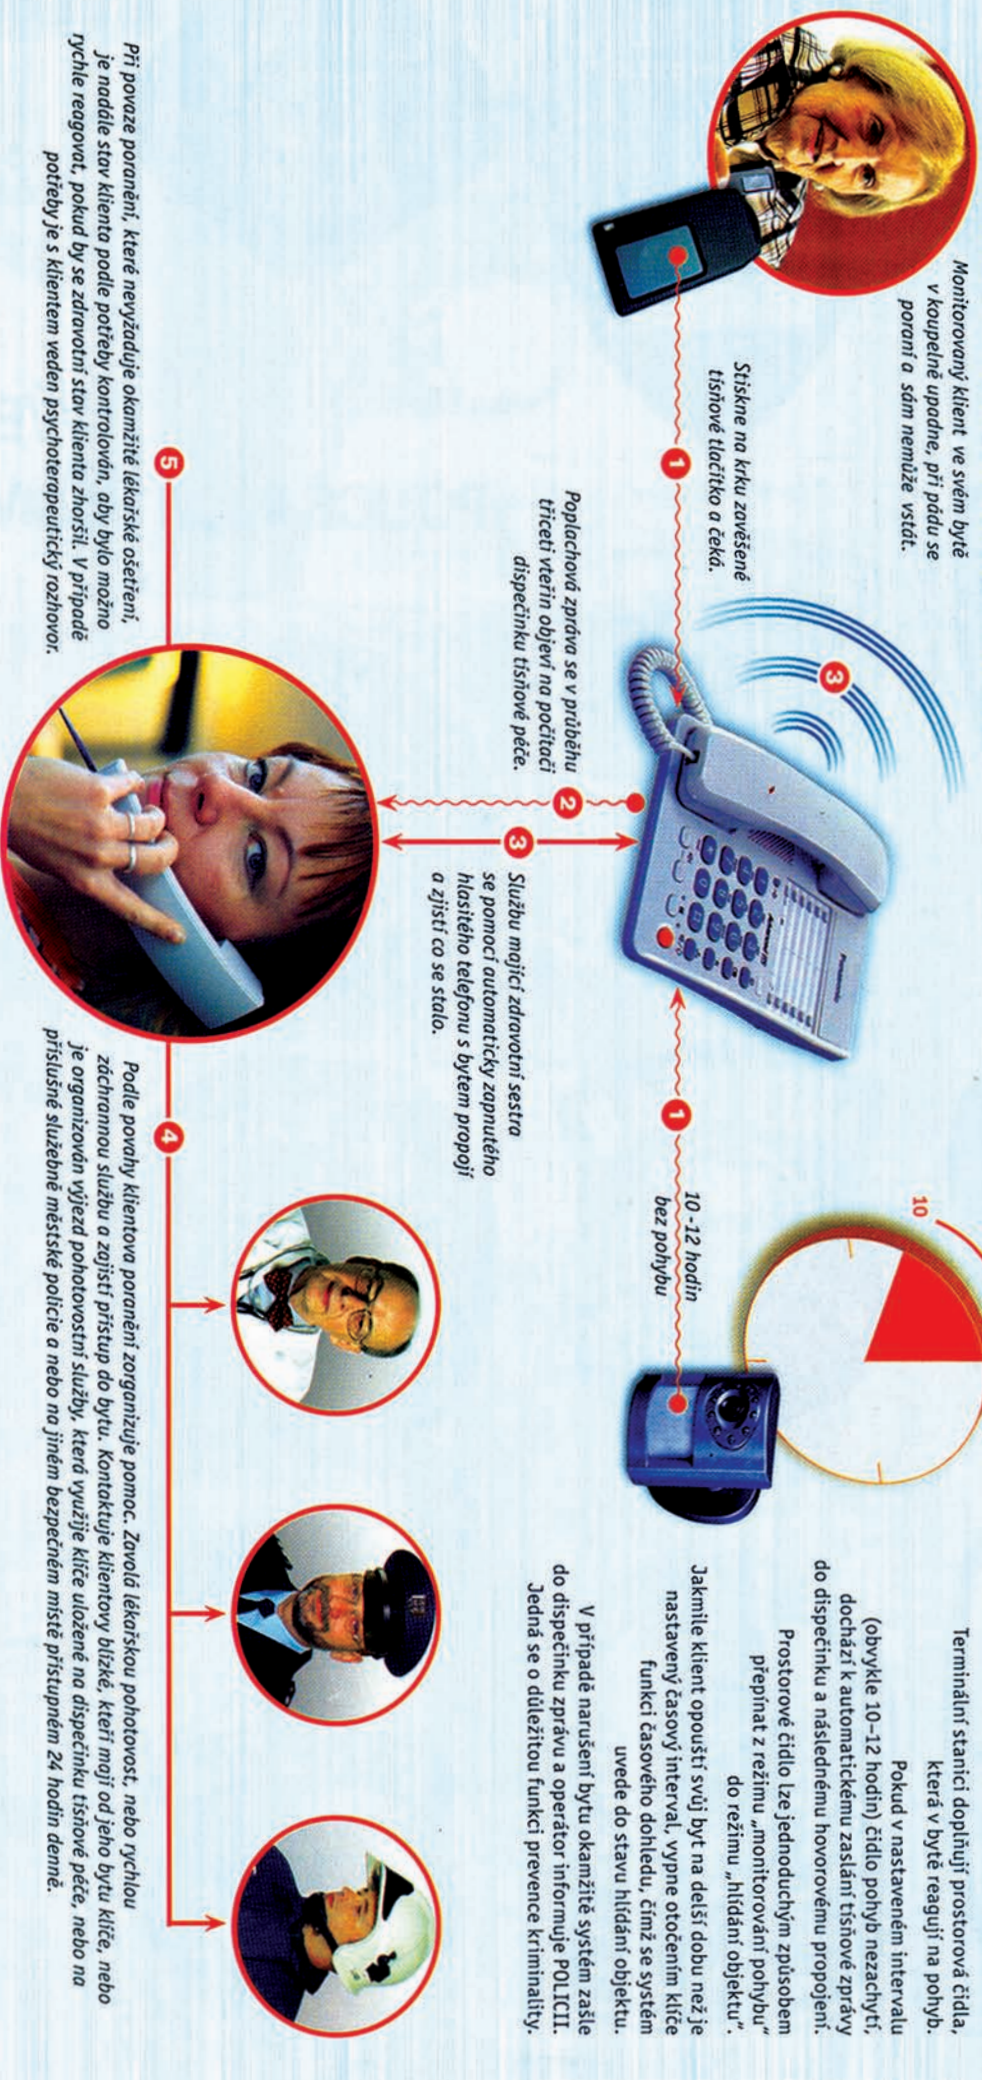 Monitorovaný klient ve svém bytě
v koupelně upadne, při pádu se
poraní a sám nemůže vstát.
Stiskne na krku zavěšené
tísňové tlačítko a čeká.
1
3
Panasonic
1
10 -12 hodin
bez pohybu
10
Terminální stanici doplňují prostorová čidla,
která v bytě reagují na pohyb.
Pokud v nastaveném intervalu
(obvykle 10–12 hodin) čidlo pohyb nezachytí,
dochází k automatickému zaslání tísňové zprávy
do dispečinku a následnému hovorovému propojení.
Prostorové čidlo lze jednoduchým způsobem
přepínat z režimu „monitorování pohybu“
do režimu „hlídání objektu“.
Jakmile klient opouští svůj byt na delší dobu než je
nastavený časový interval, vypne otočením klíče
funkci časového dohledu, čímž se systém
uvede do stavu hlídání objektu.
V případě narušení bytu okamžitě systém zašle
do dispečinku zprávu a operátor informuje POLICII.
Jedná se o důležitou funkci prevence kriminality.
Poplachová zpráva se v průběhu
třiceti vteřin objeví na počítači
dispečinku tísňové péče.
2
3
Službu mající zdravotní sestra
se pomocí automaticky zapnutého
hlasitého telefonu s bytem propojí
a zjistí co se stalo.
5
Při povaze poranění, které nevyžaduje okamžité lékařské ošetření,
je nadále stav klienta podle potřeby kontrolován, aby bylo možno
rychle reagovat, pokud by se zdravotní stav klienta zhoršil. V případě
potřeby je s klientem veden psychoterapeutický rozhovor.
4
Podle povahy klientova poranění zorganizuje pomoc. Zavolá lékařskou pohotovost, nebo rychlou
záchrannou službu a zajistí přístup do bytu. Kontaktuje klientovy blízké, kteří mají od jeho bytu klíče, nebo
je organizován výjezd pohotovostní služby, která využije klíče uložené na dispečinku tísňové péče, nebo na
příslušné služebně městské policie a nebo na jiném bezpečném místě přístupném 24 hodin denně.